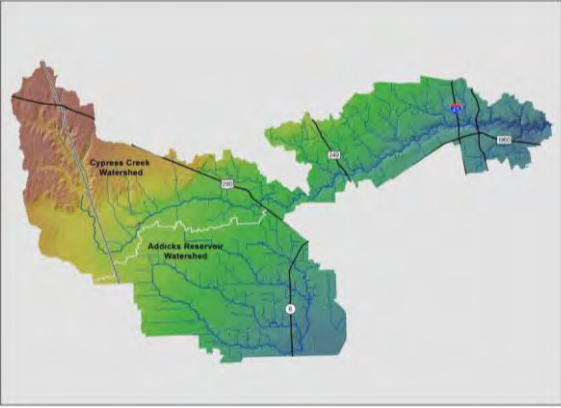 Cypress Creek
Watershed
249
1960
290
Addicks Reservoir
Watershed
6